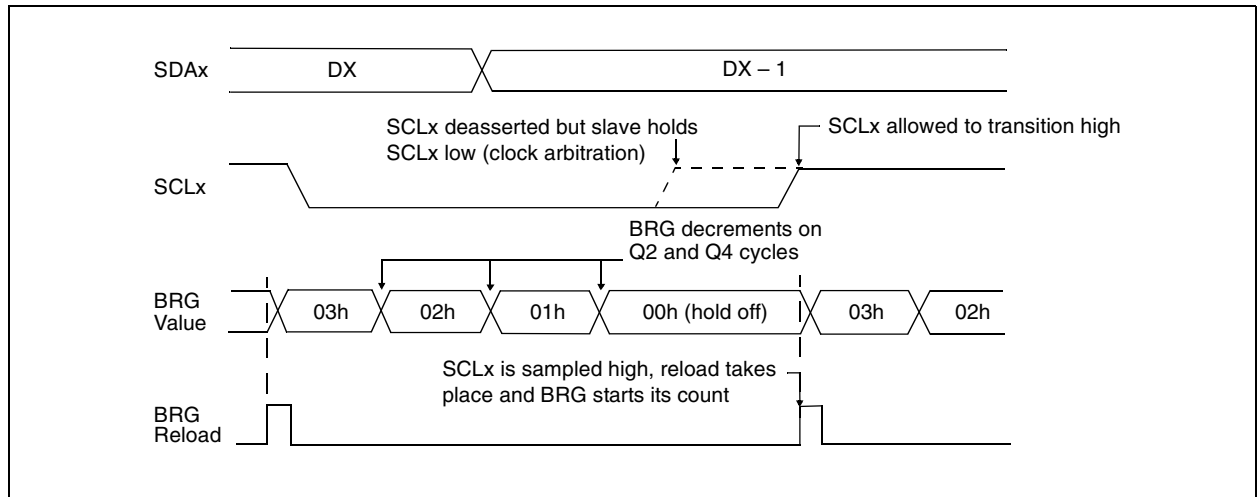 SDAx
DX
DX – 1
SCLx deasserted but slave holds
SCLx low (clock arbitration)
SCLx allowed to transition high
SCLx
BRG decrements on
Q2 and Q4 cycles
BRG
Value
03h
02h
01h
00h (hold off)
03h
02h
SCLx is sampled high, reload takes
place and BRG starts its count
BRG
Reload